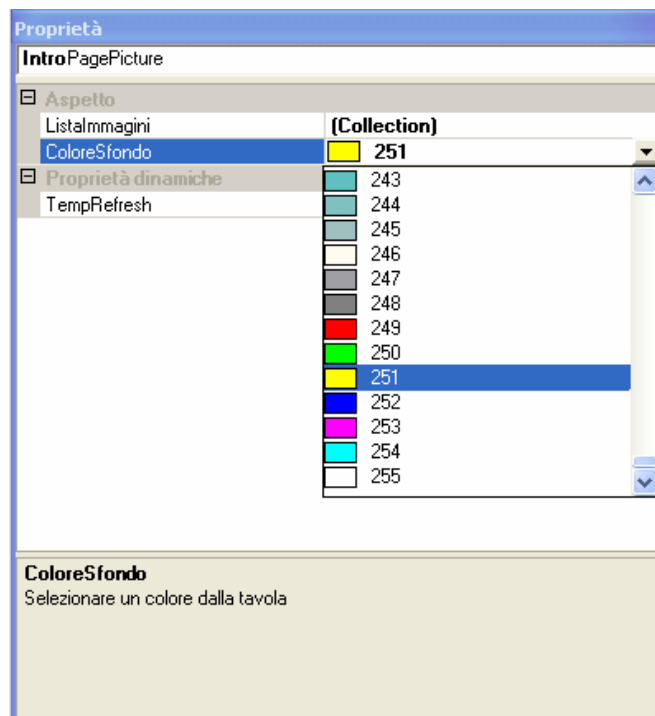 Proprietà
IntroPagePicture
Aspetto
ListaImmagini (Collection)
ColoreSfondo 251
Proprietà dinamiche
TempRefresh
243
244
245
246
247
248
249
250
251
252
253
254
255
ColoreSfondo
Selezionare un colore dalla tavola